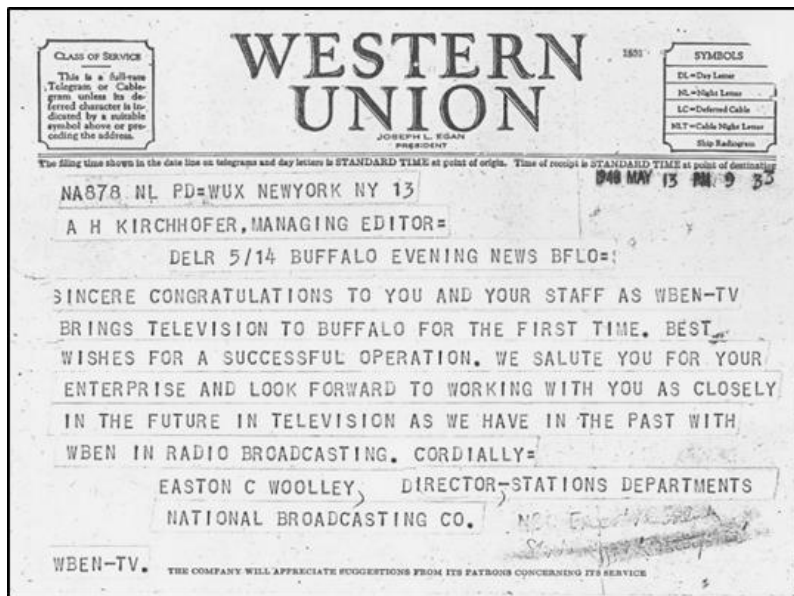 CLASS OF SERVICE
This is a full-rate
Telegram or Cable-
gram unless its de-
ferred character is in-
dicated by a suitable
symbol above or pre-
ceding the address.
WESTERN
UNION
JOSEPH L. EGAN
PRESIDENT
SYMBOLS
DL=Day Letter
NL=Night Letter
LC=Deferred Cable
NLT=Cable Night Letter
Ship Radiogram
The filing time shown in the date line on telegrams and day letters is STANDARD TIME at point of origin. Time of receipt is STANDARD TIME at point of destination
1948 MAY 13 PM 9 33
NA878 NL PD=WUX NEWYORK NY 13
A H KIRCHHOFER, MANAGING EDITOR=
DELR 5/14 BUFFALO EVENING NEWS BFLO=
SINCERE CONGRATULATIONS TO YOU AND YOUR STAFF AS WBEN-TV
BRINGS TELEVISION TO BUFFALO FOR THE FIRST TIME. BEST
WISHES FOR A SUCCESSFUL OPERATION. WE SALUTE YOU FOR YOUR
ENTERPRISE AND LOOK FORWARD TO WORKING WITH YOU AS CLOSELY
IN THE FUTURE IN TELEVISION AS WE HAVE IN THE PAST WITH
WBEN IN RADIO BROADCASTING. CORDIALLY=
EASTON C WOOLLEY, DIRECTOR, STATIONS DEPARTMENTS
NATIONAL BROADCASTING CO.
WBEN-TV.
THE COMPANY WILL APPRECIATE SUGGESTIONS FROM ITS PATRONS CONCERNING ITS SERVICE